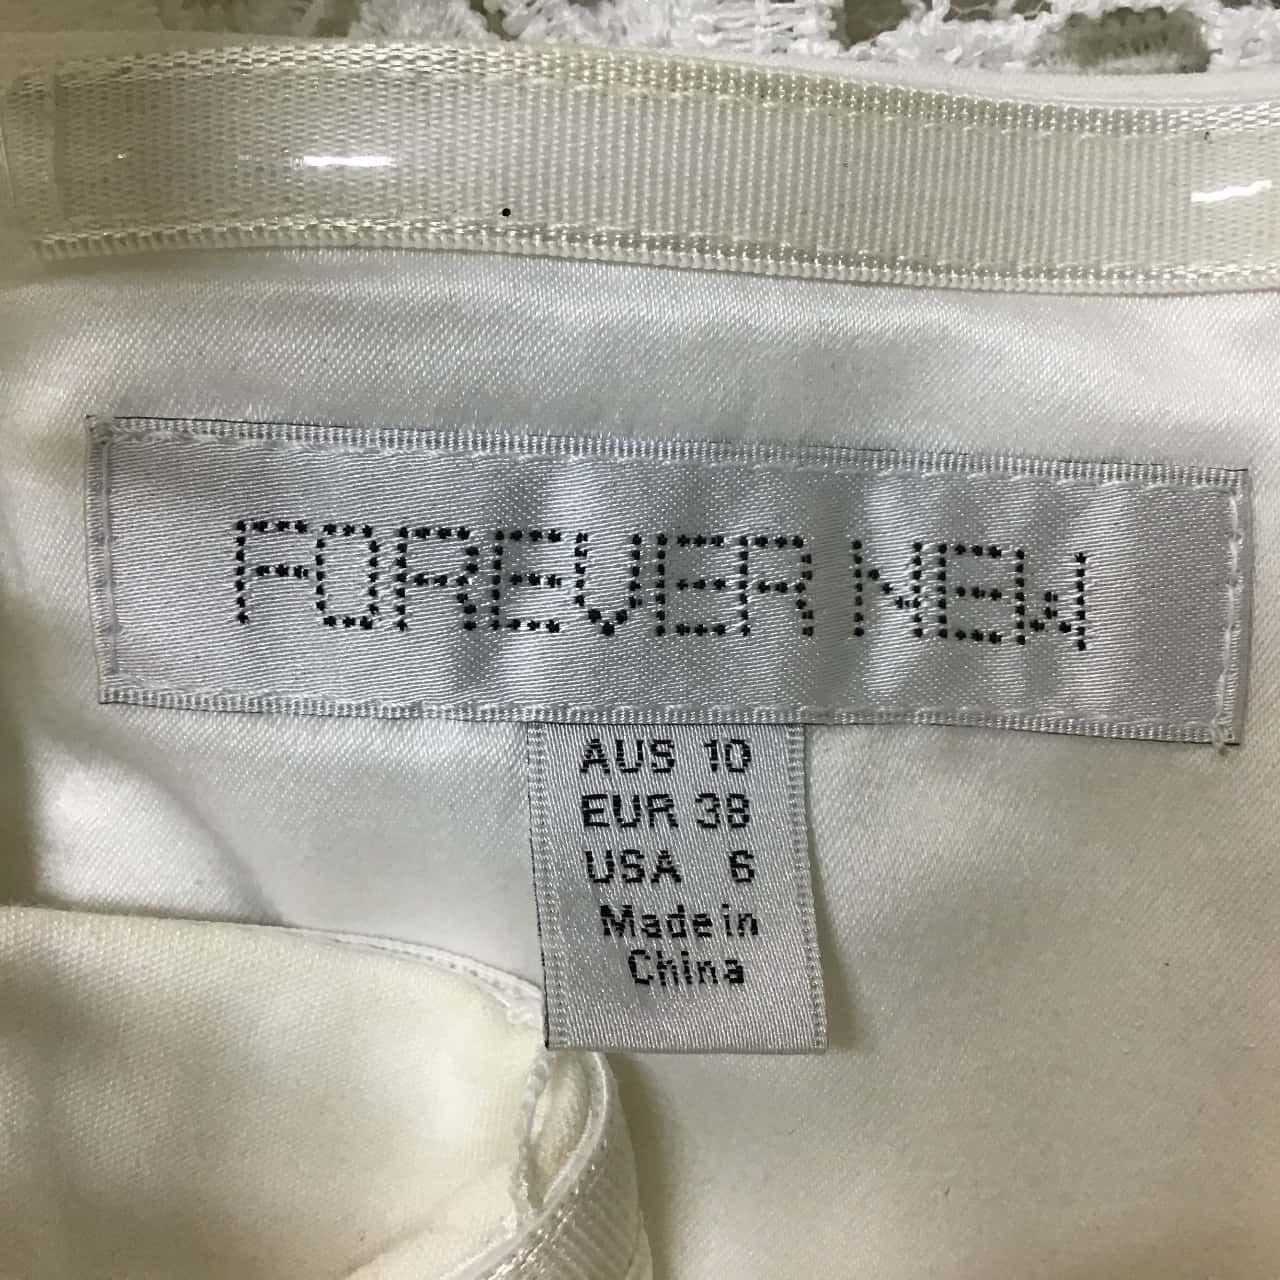 FOREVER NEW
AUS 10
EUR 38
USA 6
Made in
China